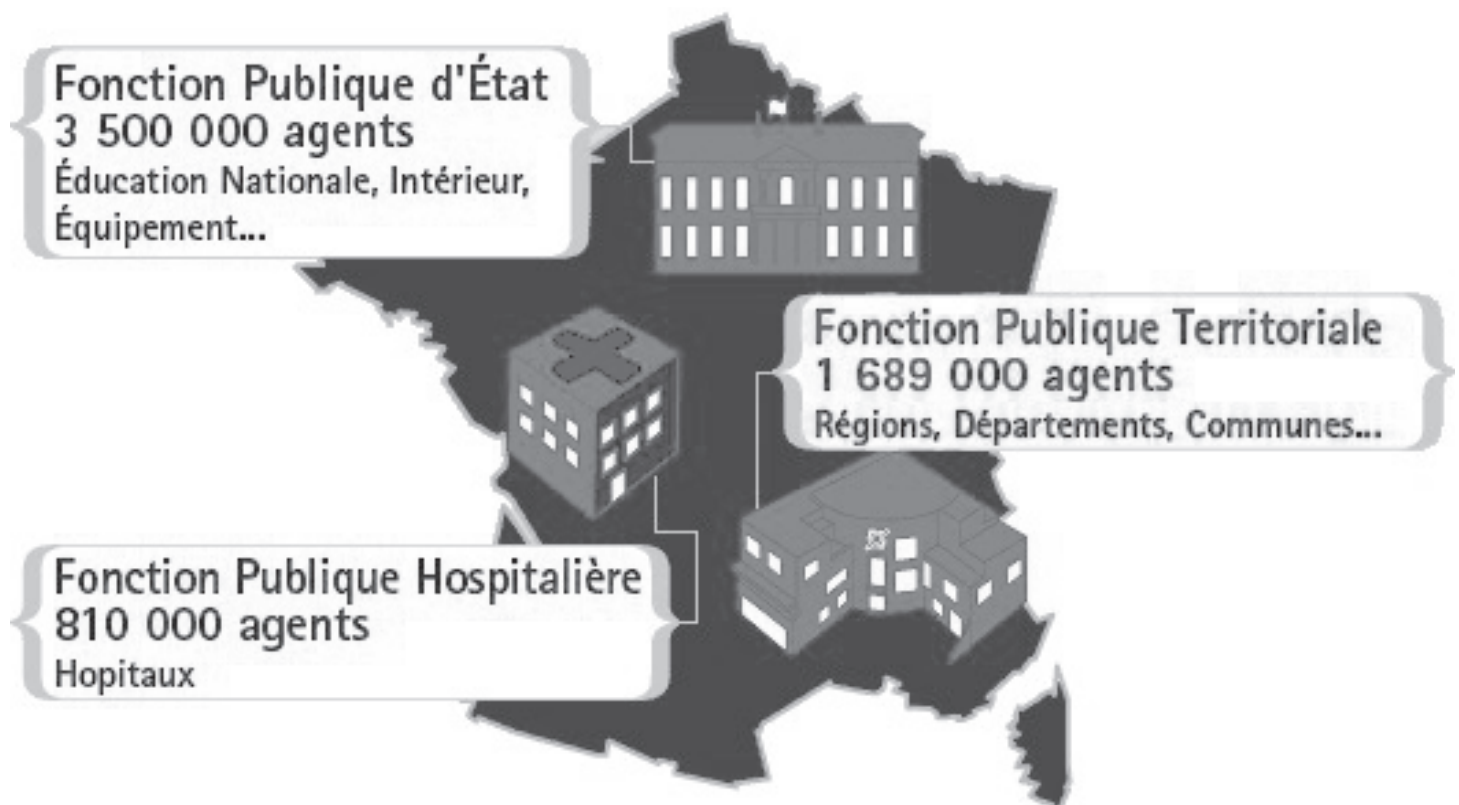 Fonction Publique d'État
3 500 000 agents
Éducation Nationale, Intérieur,
Équipement...
Fonction Publique Territoriale
1 689 000 agents
Régions, Départements, Communes...
Fonction Publique Hospitalière
810 000 agents
Hopitaux